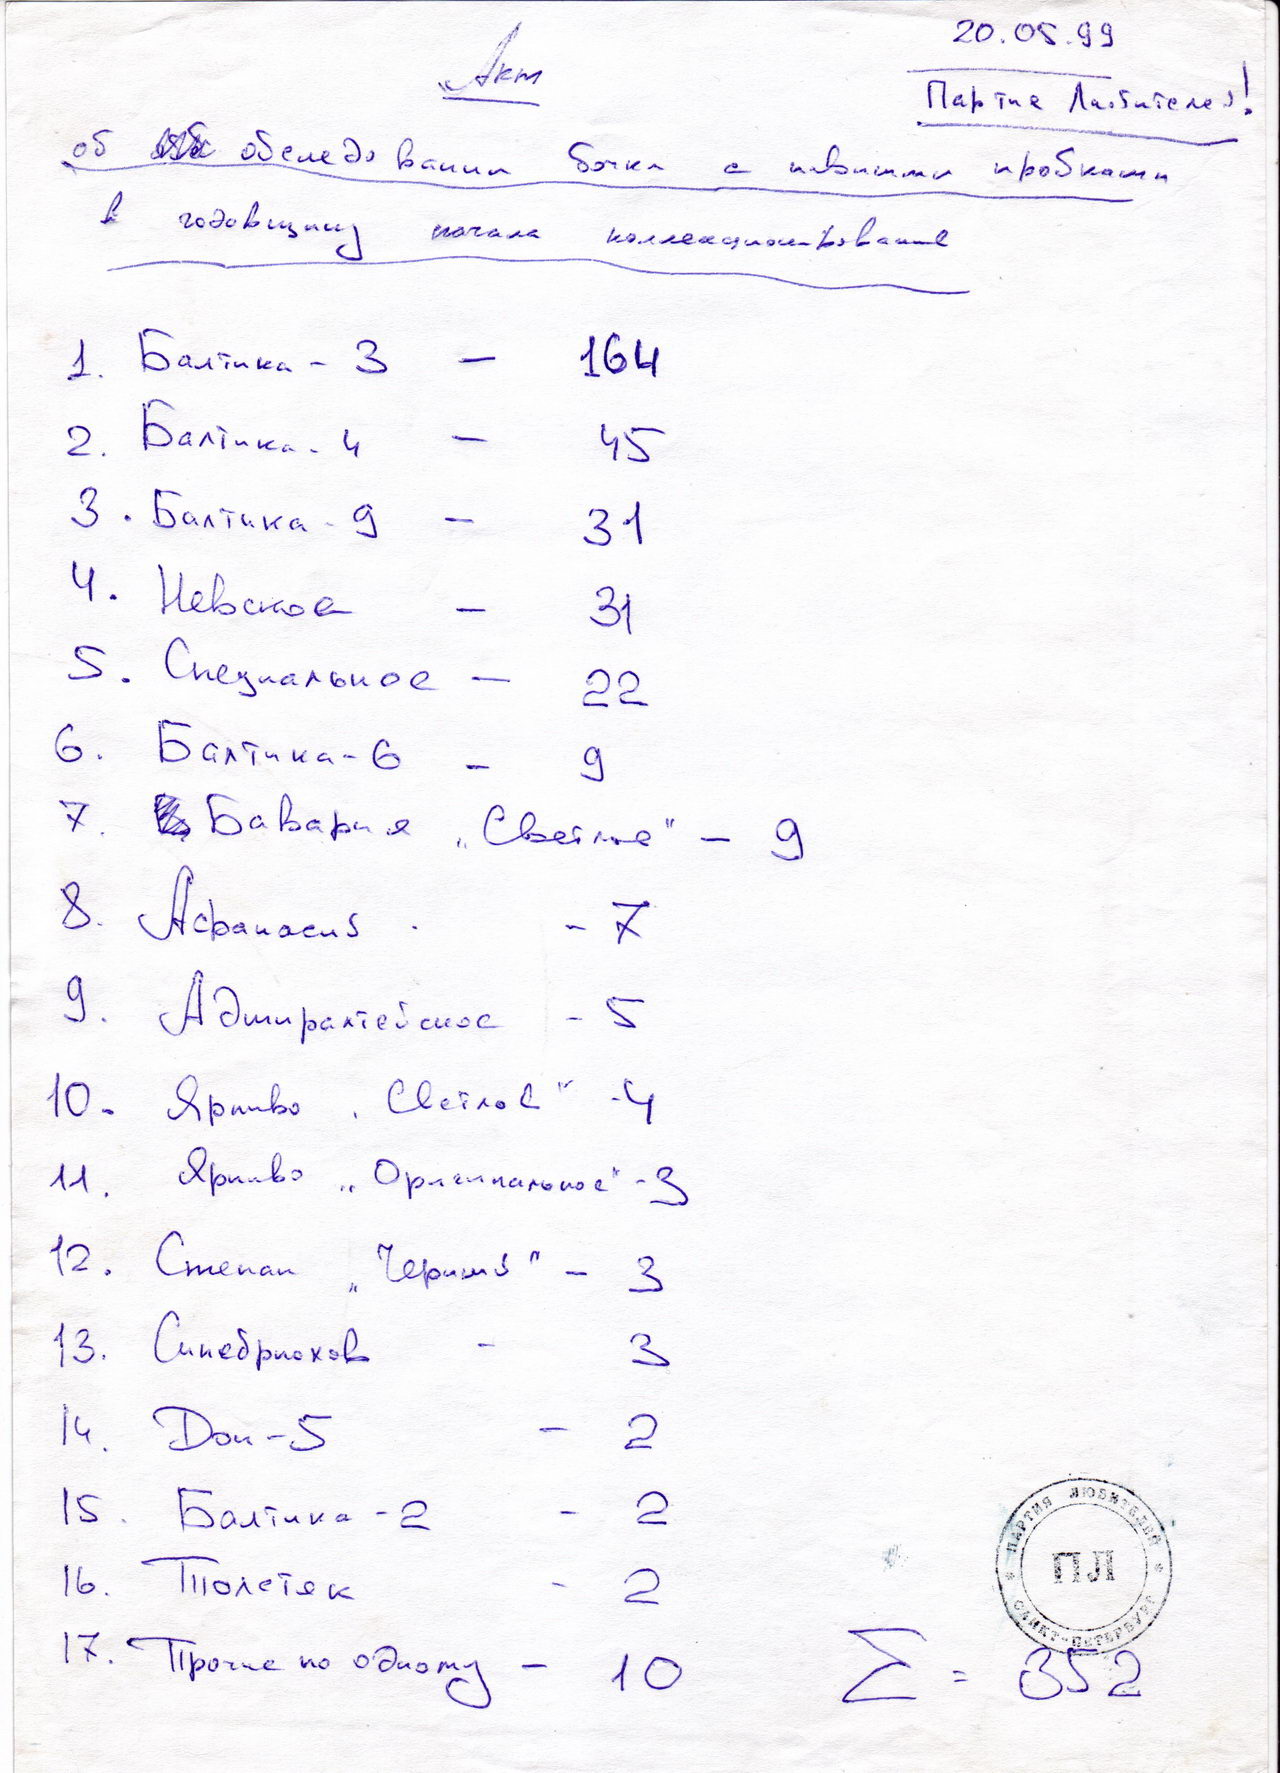 20.05.99
Партия Любителей!
Акт
об обследовании бочки с пивными пробками
в годовщину начала коллекционирования
1. Балтика - 3 - 164
2. Балтика - 4 - 45
3. Балтика - 9 - 31
4. Невское - 31
5. Специальное - 22
6. Балтика - 6 - 9
7. Бавария „Светлое" - 9
8. Афанасий - 7
9. Адмиралтейское - 5
10. Ярпиво „Светлое" - 4
11. Ярпиво „Оригинальное" - 3
12. Степан „Черный" - 3
13. Синебрюхов - 3
14. Дон - 5 - 2
15. Балтика - 2 - 2
16. Толстяк - 2
17. Прочие по одному - 10
Σ = 352
ПАРТИЯ ЛЮБИТЕЛЕЙ
ПЛ
* САНКТ-ПЕТЕРБУРГ *